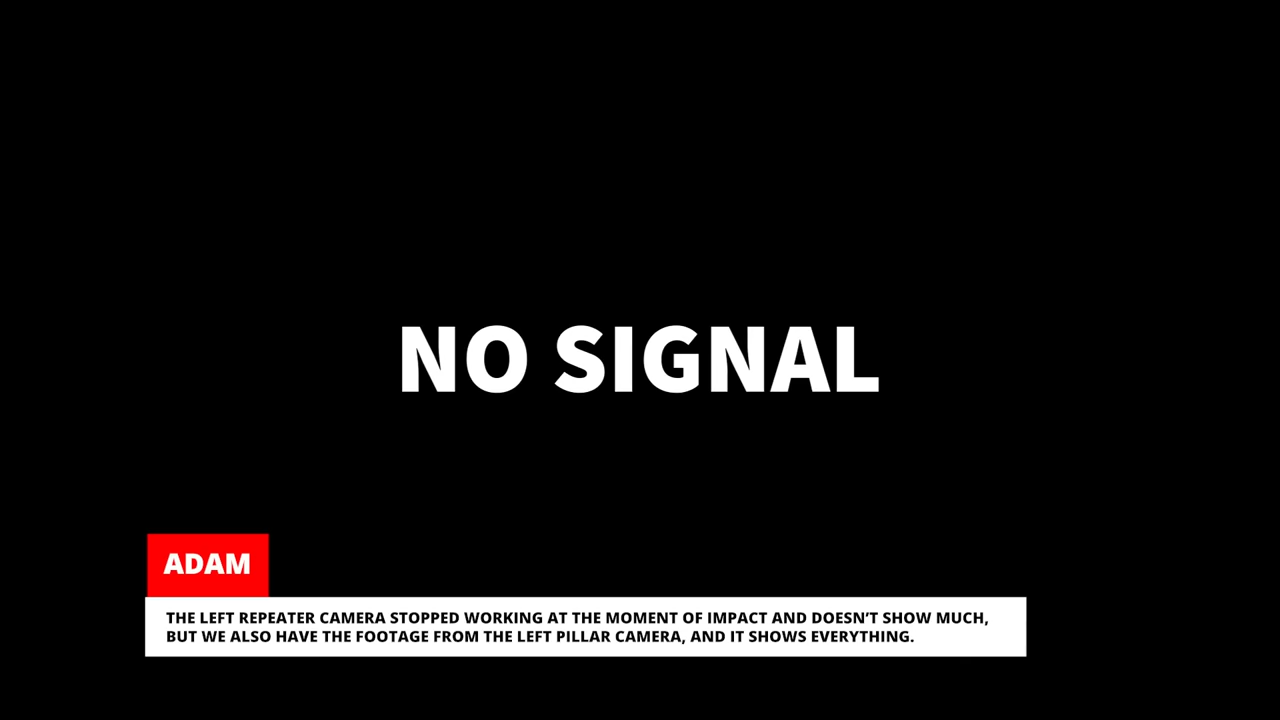 NO SIGNAL
ADAM
THE LEFT REPEATER CAMERA STOPPED WORKING AT THE MOMENT OF IMPACT AND DOESN’T SHOW MUCH,
BUT WE ALSO HAVE THE FOOTAGE FROM THE LEFT PILLAR CAMERA, AND IT SHOWS EVERYTHING.